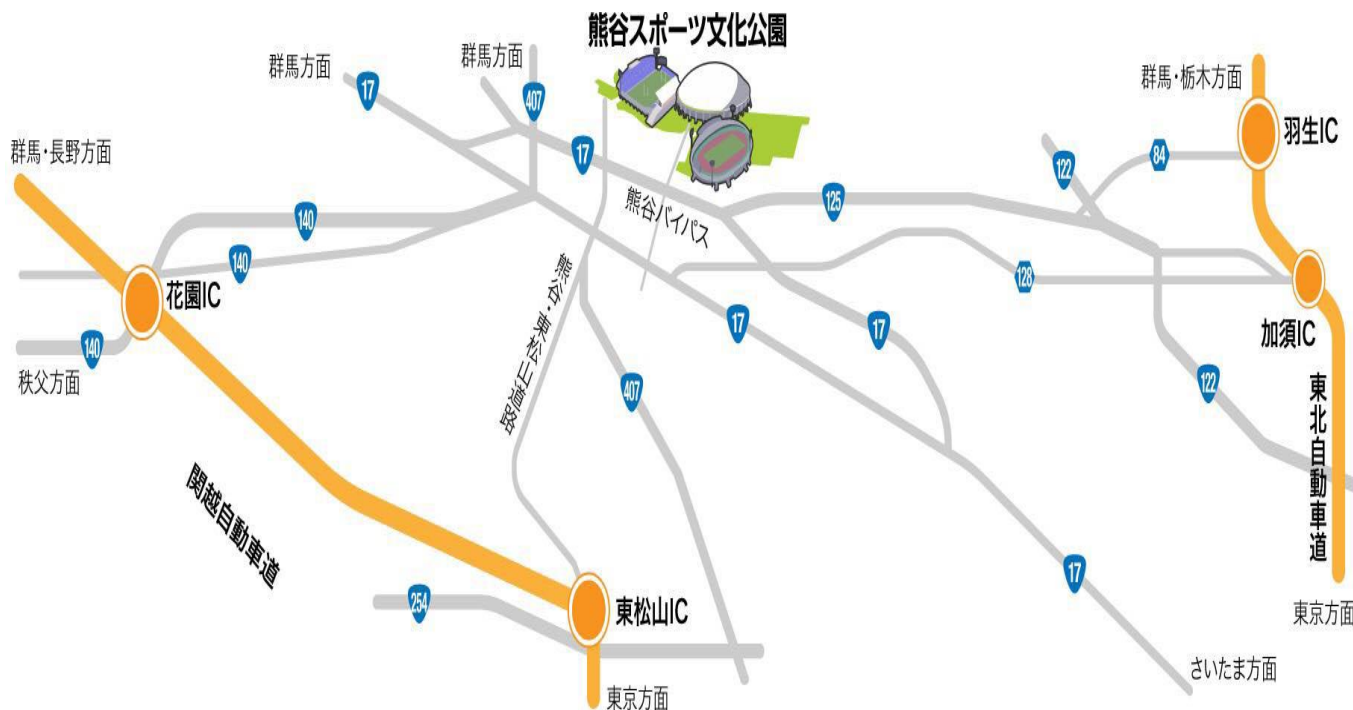 熊谷スポーツ文化公園
群馬方面
群馬方面
群馬・栃木方面
17
407
羽生IC
群馬・長野方面
17
84
122
125
熊谷バイパス
140
140
花園IC
熊谷・東松山道路
128
加須IC
140
17
17
秩父方面
407
122
東北自動車道
関越自動車道
17
254
東松山IC
東京方面
さいたま方面
東京方面